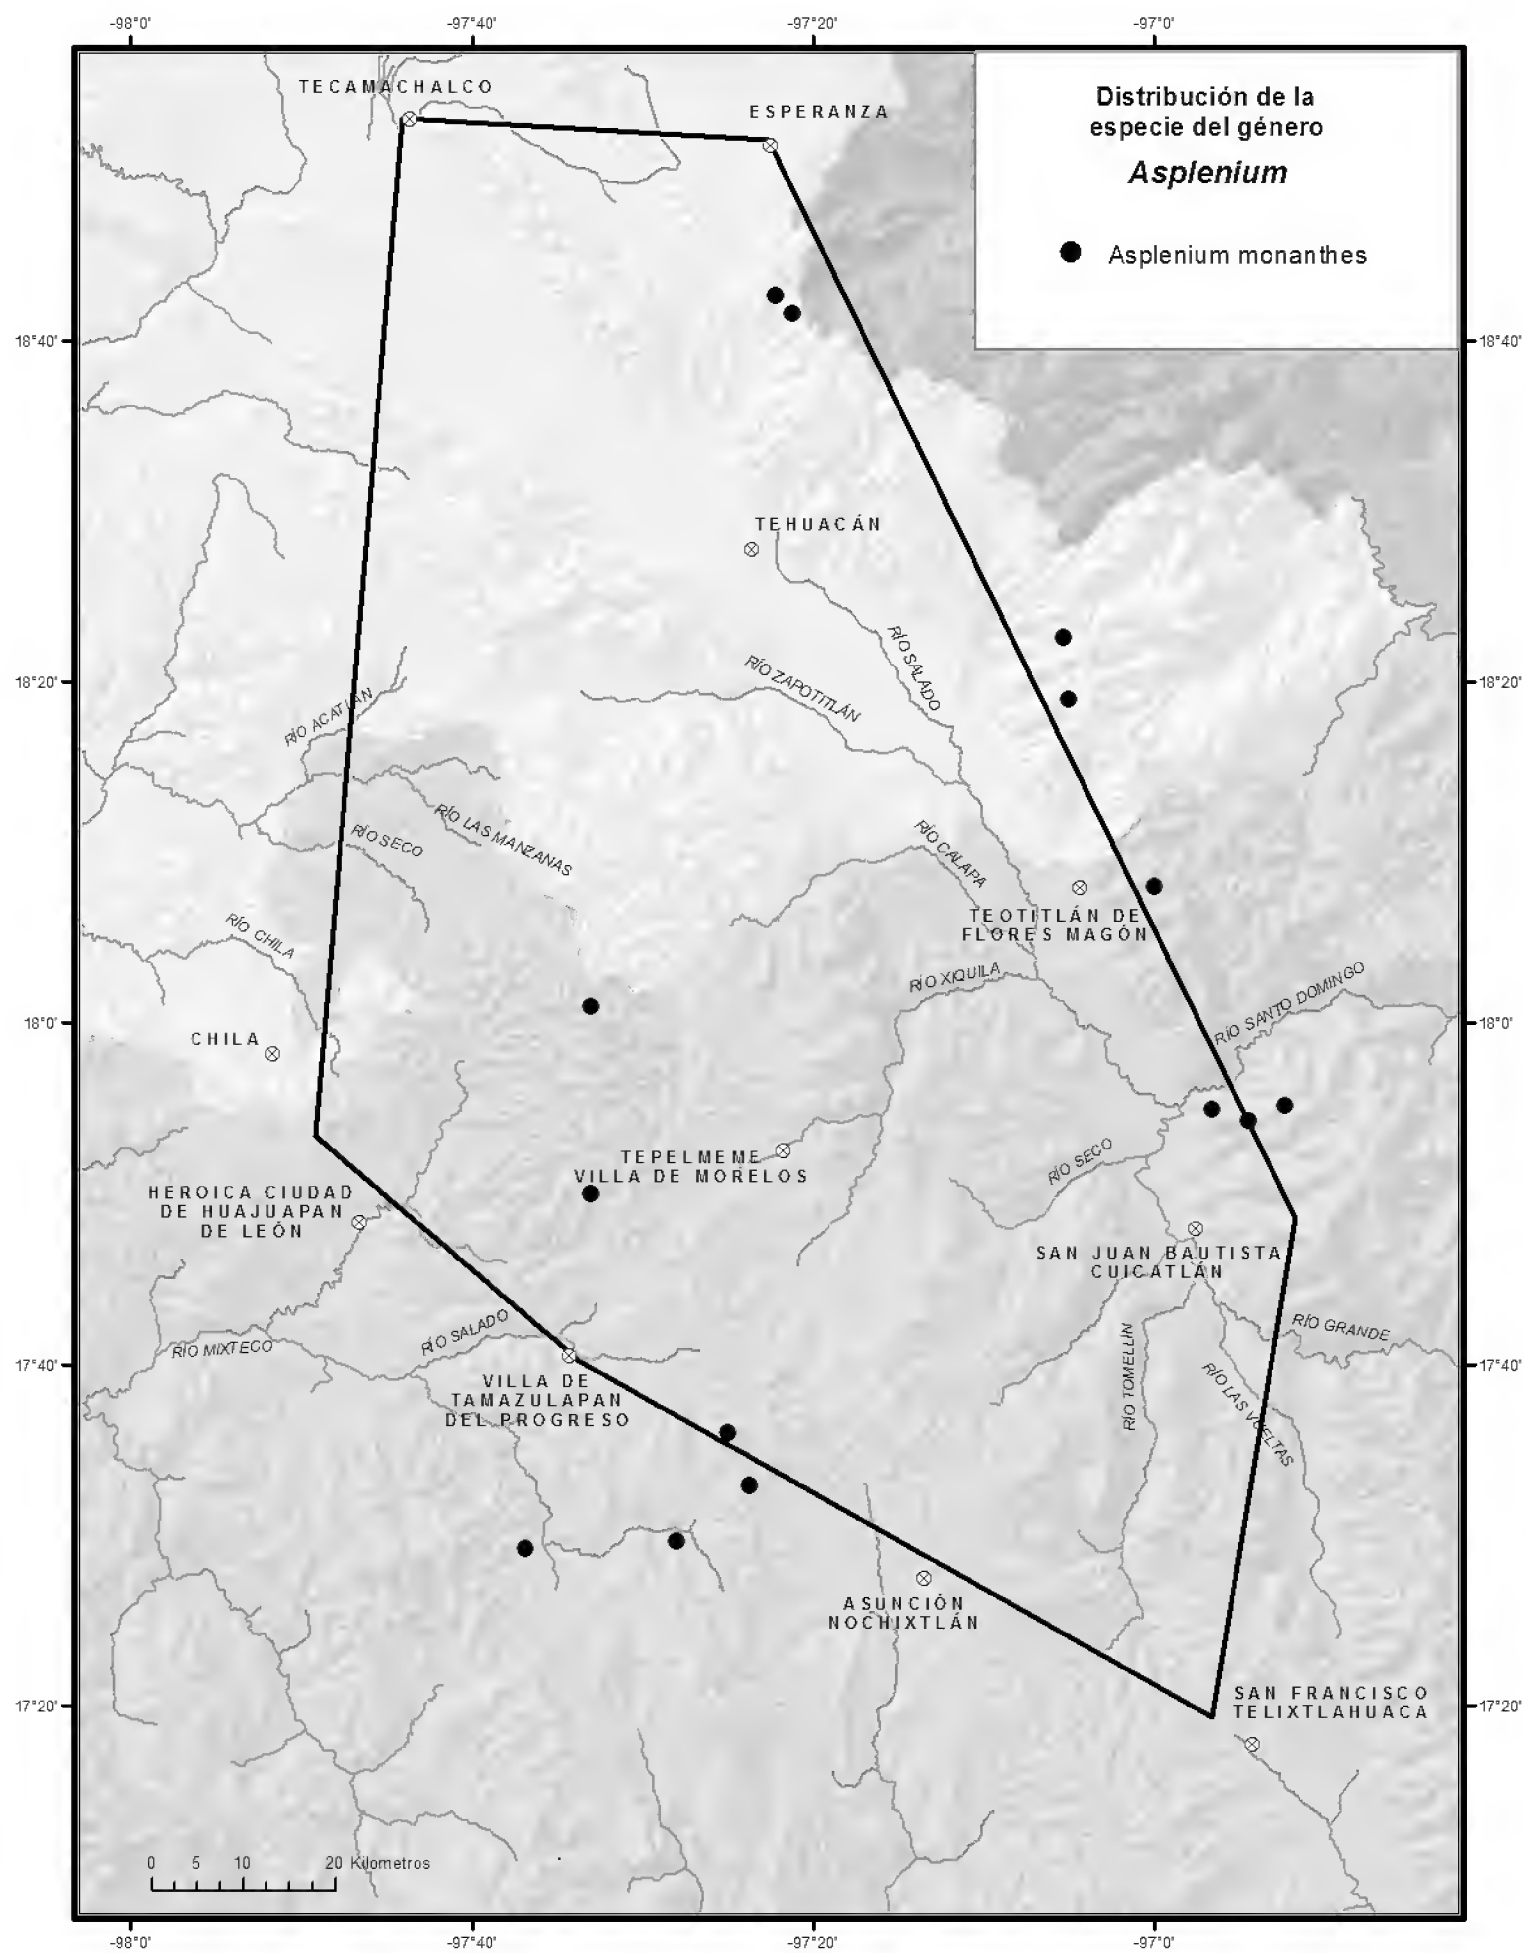 -98°0' -97°40' -97°20' -97°0'
TECAMACHALCO
ESPERANZA
Distribución de la
especie del género
Asplenium
Asplenium monanthes
18°40' 18°40'
TEHUACÁN
RÍO SALADO
RÍO ZAPOTITLÁN
18°20' 18°20'
RÍO ACATLÁN
RÍO LAS MANZANAS
RÍO SECO
RÍO CALAPA
TEOTITLÁN DE
FLORES MAGÓN
RÍO CHILA
RÍO XIQUILA
RÍO SANTO DOMINGO
18°0' 18°0'
CHILA
TEPELMEME
VILLA DE MORELOS
RÍO SECO
HEROICA CIUDAD
DE HUAJUAPAN
DE LEÓN
SAN JUAN BAUTISTA
CUICATLÁN
RÍO SALADO
RÍO MIXTECO
RÍO GRANDE
17°40' 17°40'
RÍO TOMELLÍN
RÍO LAS VUELTAS
VILLA DE
TAMAZULAPAN
DEL PROGRESO
ASUNCIÓN
NOCHIXTLÁN
17°20' 17°20'
SAN FRANCISCO
TELIXTLAHUACA
0 5 10 20 Kilometros
-98°0' -97°40' -97°20' -97°0'